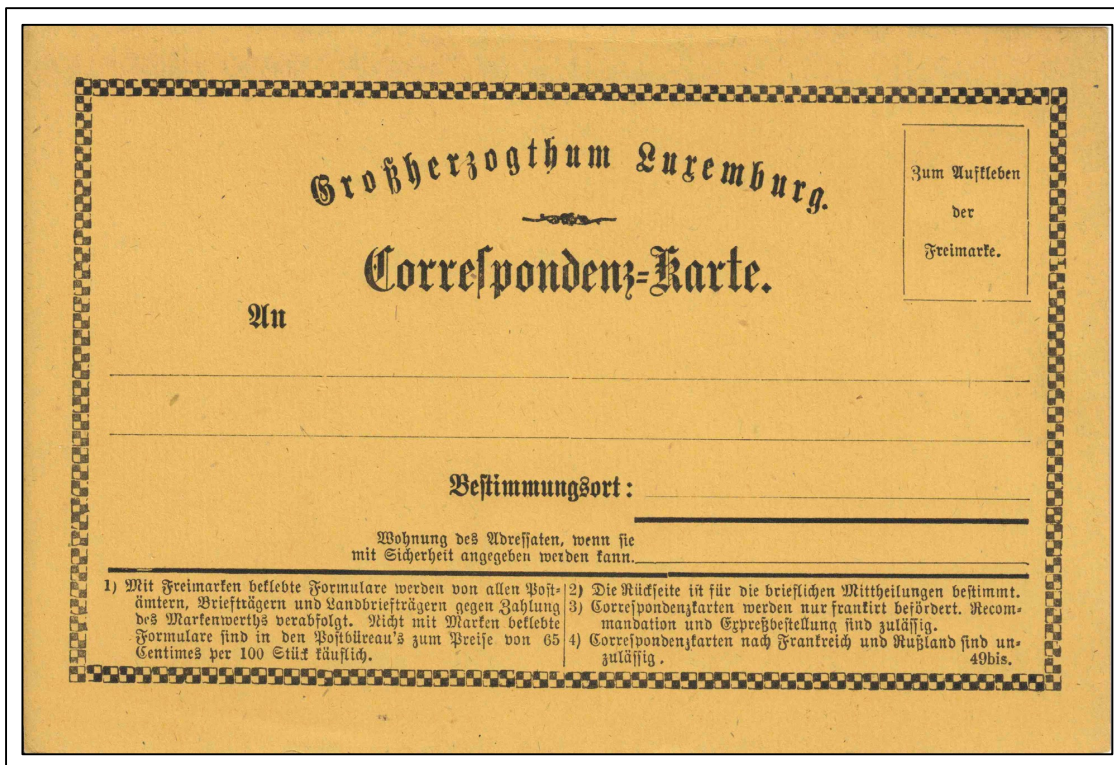 Großherzogthum Luxemburg.
Correspondenz-Karte.
Zum Aufkleben
der
Freimarke.
An
Bestimmungsort:
Wohnung des Adressaten, wenn sie
mit Sicherheit angegeben werden kann.
1) Mit Freimarken beklebte Formulare werden von allen Post-
ämtern, Briefträgern und Landbriefträgern gegen Zahlung
des Markenwerths verabfolgt. Nicht mit Marken beklebte
Formulare sind in den Postbüreau's zum Preise von 65
Centimes per 100 Stück käuflich.
2) Die Rückseite ist für die brieflichen Mittheilungen bestimmt.
3) Correspondenzkarten werden nur frankirt befördert. Recom-
mandation und Expreßbestellung sind zulässig.
4) Correspondenzkarten nach Frankreich und Rußland sind un-
zulässig. 49bis.